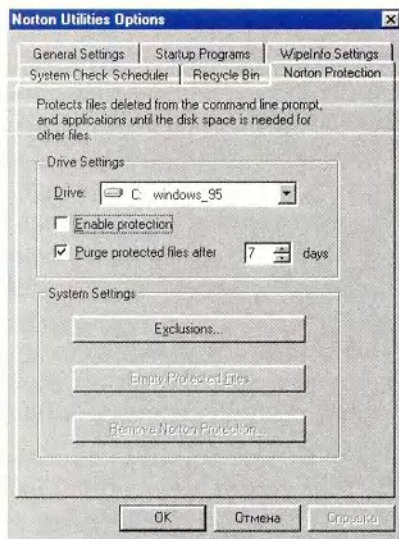 Norton Utilities Options
General Settings Startup Programs WipeInfo Settings
System Check Scheduler Recycle Bin Norton Protection
Protects files deleted from the command line prompt,
and applications until the disk space is needed for
other files.
Drive Settings
Drive: C: windows_95
Enable protection
Purge protected files after 7 days
System Settings
Exclusions...
Empty Protected Files
Remove Norton Protection...
OK Отмена Справка